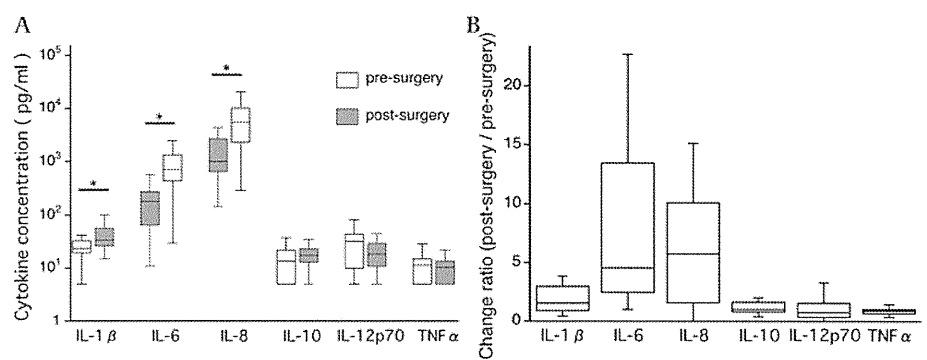 A
Cytokine concentration ( pg/ml )
10⁵
10⁴
10³
10²
10¹
1
*
*
*
pre-surgery
post-surgery
IL-1 β IL-6 IL-8 IL-10 IL-12p70 TNF α
B
Change ratio (post-surgery / pre-surgery)
20
15
10
5
0
IL-1 β IL-6 IL-8 IL-10 IL-12p70 TNF α